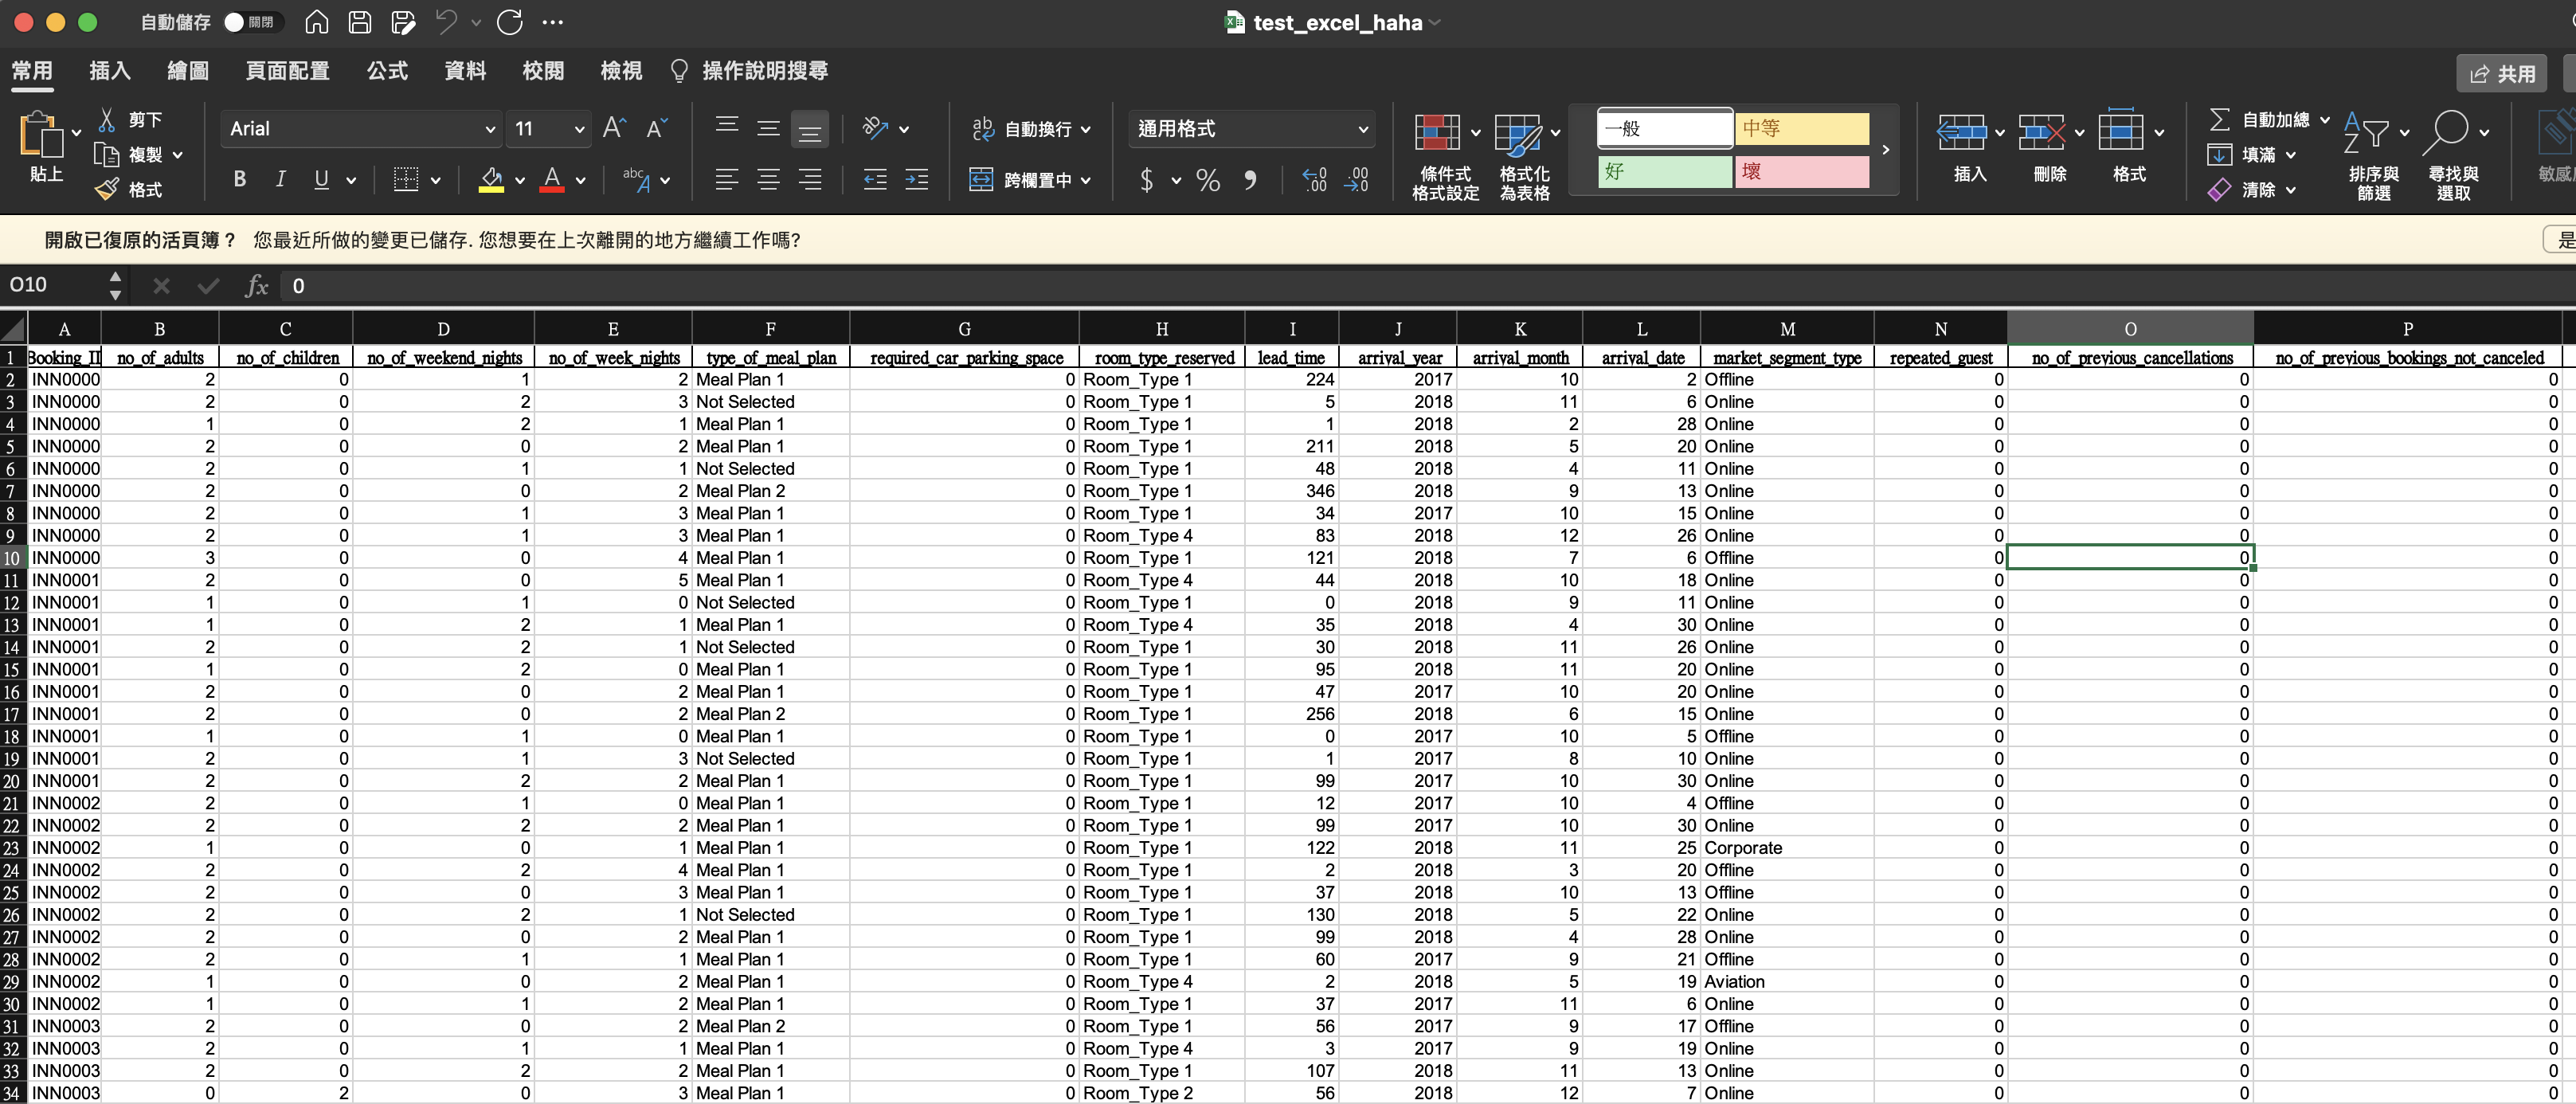 自動儲存 關閉 test_excel_haha
常用 插入 繪圖 頁面配置 公式 資料 校閱 檢視 操作說明搜尋 共用
貼上 剪下 複製 格式 Arial 11 自動換行 跨欄置中 通用格式 條件式格式設定 格式化為表格 一般 中等 好 壞 插入 刪除 格式 自動加總 填滿 清除 排序與篩選 尋找與選取
開啟已復原的活頁簿？ 您最近所做的變更已儲存. 您想要在上次離開的地方繼續工作嗎? 是
O10 fx 0
A B C D E F G H I J K L M N O P
1 no_of_adults no_of_children no_of_weekend_nights no_of_week_nights type_of_meal_plan required_car_parking_space room_type_reserved lead_time arrival_year arrival_month arrival_date market_segment_type repeated_guest no_of_previous_cancellations no_of_previous_bookings_not_canceled
2 INN0000 2 0 1 2 Meal Plan 1 0 Room_Type 1 224 2017 10 2 Offline 0 0 0
3 INN0000 2 0 2 3 Not Selected 0 Room_Type 1 5 2018 11 6 Online 0 0 0
4 INN0000 1 0 2 1 Meal Plan 1 0 Room_Type 1 1 2018 2 28 Online 0 0 0
5 INN0000 2 0 0 2 Meal Plan 1 0 Room_Type 1 211 2018 5 20 Online 0 0 0
6 INN0000 2 0 1 1 Not Selected 0 Room_Type 1 48 2018 4 11 Online 0 0 0
7 INN0000 2 0 0 2 Meal Plan 2 0 Room_Type 1 346 2018 9 13 Online 0 0 0
8 INN0000 2 0 1 3 Meal Plan 1 0 Room_Type 1 34 2017 10 15 Online 0 0 0
9 INN0000 2 0 1 3 Meal Plan 1 0 Room_Type 4 83 2018 12 26 Online 0 0 0
10 INN0000 3 0 0 4 Meal Plan 1 0 Room_Type 1 121 2018 7 6 Offline 0 0 0
11 INN0001 2 0 0 5 Meal Plan 1 0 Room_Type 4 44 2018 10 18 Online 0 0 0
12 INN0001 1 0 1 0 Not Selected 0 Room_Type 1 0 2018 9 11 Online 0 0 0
13 INN0001 1 0 2 1 Meal Plan 1 0 Room_Type 4 35 2018 4 30 Online 0 0 0
14 INN0001 2 0 2 1 Not Selected 0 Room_Type 1 30 2018 11 26 Online 0 0 0
15 INN0001 1 0 2 0 Meal Plan 1 0 Room_Type 1 95 2018 11 20 Online 0 0 0
16 INN0001 2 0 0 2 Meal Plan 1 0 Room_Type 1 47 2017 10 20 Online 0 0 0
17 INN0001 2 0 0 2 Meal Plan 2 0 Room_Type 1 256 2018 6 15 Online 0 0 0
18 INN0001 1 0 1 0 Meal Plan 1 0 Room_Type 1 0 2017 10 5 Offline 0 0 0
19 INN0001 2 0 1 3 Not Selected 0 Room_Type 1 1 2017 8 10 Online 0 0 0
20 INN0001 2 0 2 2 Meal Plan 1 0 Room_Type 1 99 2017 10 30 Online 0 0 0
21 INN0002 2 0 1 0 Meal Plan 1 0 Room_Type 1 12 2017 10 4 Offline 0 0 0
22 INN0002 2 0 2 2 Meal Plan 1 0 Room_Type 1 99 2017 10 30 Online 0 0 0
23 INN0002 1 0 0 1 Meal Plan 1 0 Room_Type 1 122 2018 11 25 Corporate 0 0 0
24 INN0002 2 0 2 4 Meal Plan 1 0 Room_Type 1 2 2018 3 20 Offline 0 0 0
25 INN0002 2 0 0 3 Meal Plan 1 0 Room_Type 1 37 2018 10 13 Offline 0 0 0
26 INN0002 2 0 2 1 Not Selected 0 Room_Type 1 130 2018 5 22 Online 0 0 0
27 INN0002 2 0 0 2 Meal Plan 1 0 Room_Type 1 99 2018 4 28 Online 0 0 0
28 INN0002 2 0 1 1 Meal Plan 1 0 Room_Type 1 60 2017 9 21 Offline 0 0 0
29 INN0002 1 0 0 2 Meal Plan 1 0 Room_Type 4 2 2018 5 19 Aviation 0 0 0
30 INN0002 1 0 1 2 Meal Plan 1 0 Room_Type 1 37 2017 11 6 Online 0 0 0
31 INN0003 2 0 0 2 Meal Plan 2 0 Room_Type 1 56 2017 9 17 Offline 0 0 0
32 INN0003 2 0 1 1 Meal Plan 1 0 Room_Type 4 3 2017 9 19 Online 0 0 0
33 INN0003 2 0 2 2 Meal Plan 1 0 Room_Type 1 107 2018 11 13 Online 0 0 0
34 INN0003 0 2 0 3 Meal Plan 1 0 Room_Type 2 56 2018 12 7 Online 0 0 0